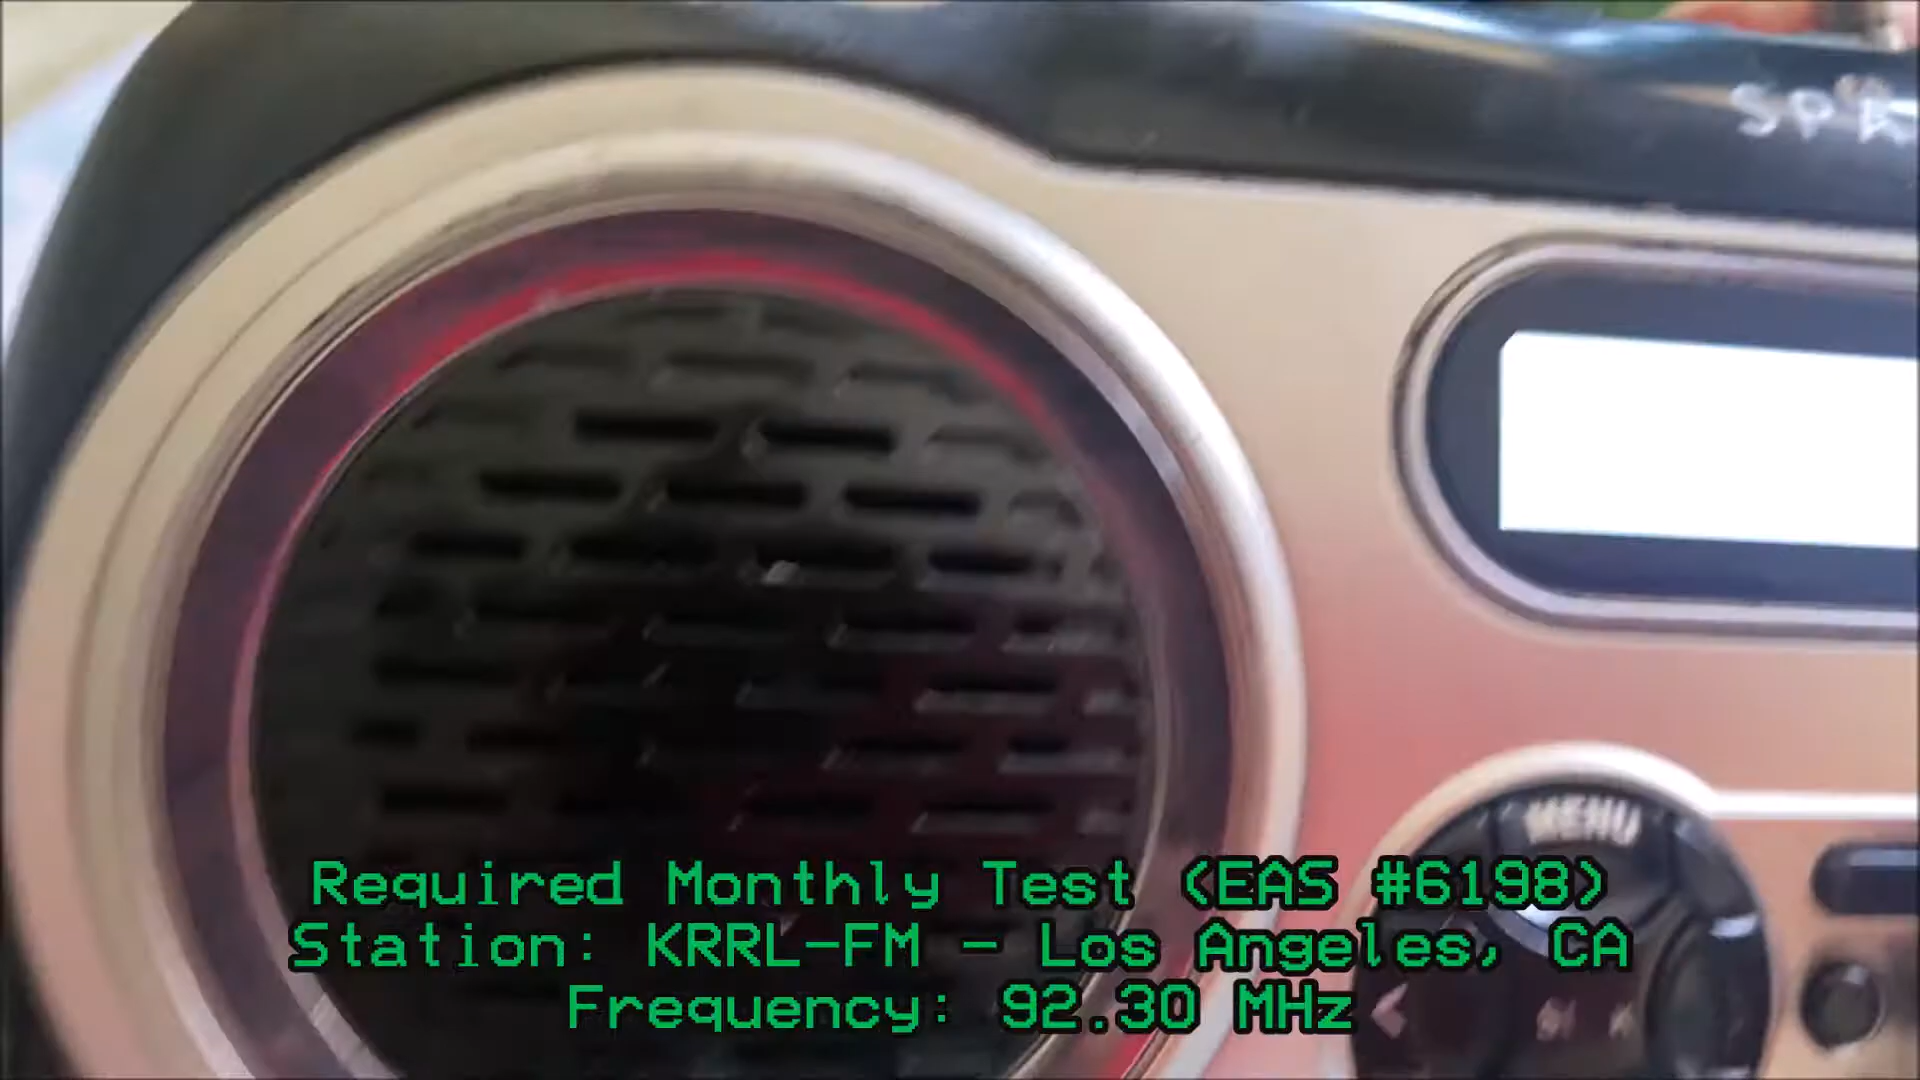 MENU
Required Monthly Test (EAS #6198)
Station: KRRL-FM - Los Angeles, CA
Frequency: 92.30 MHz